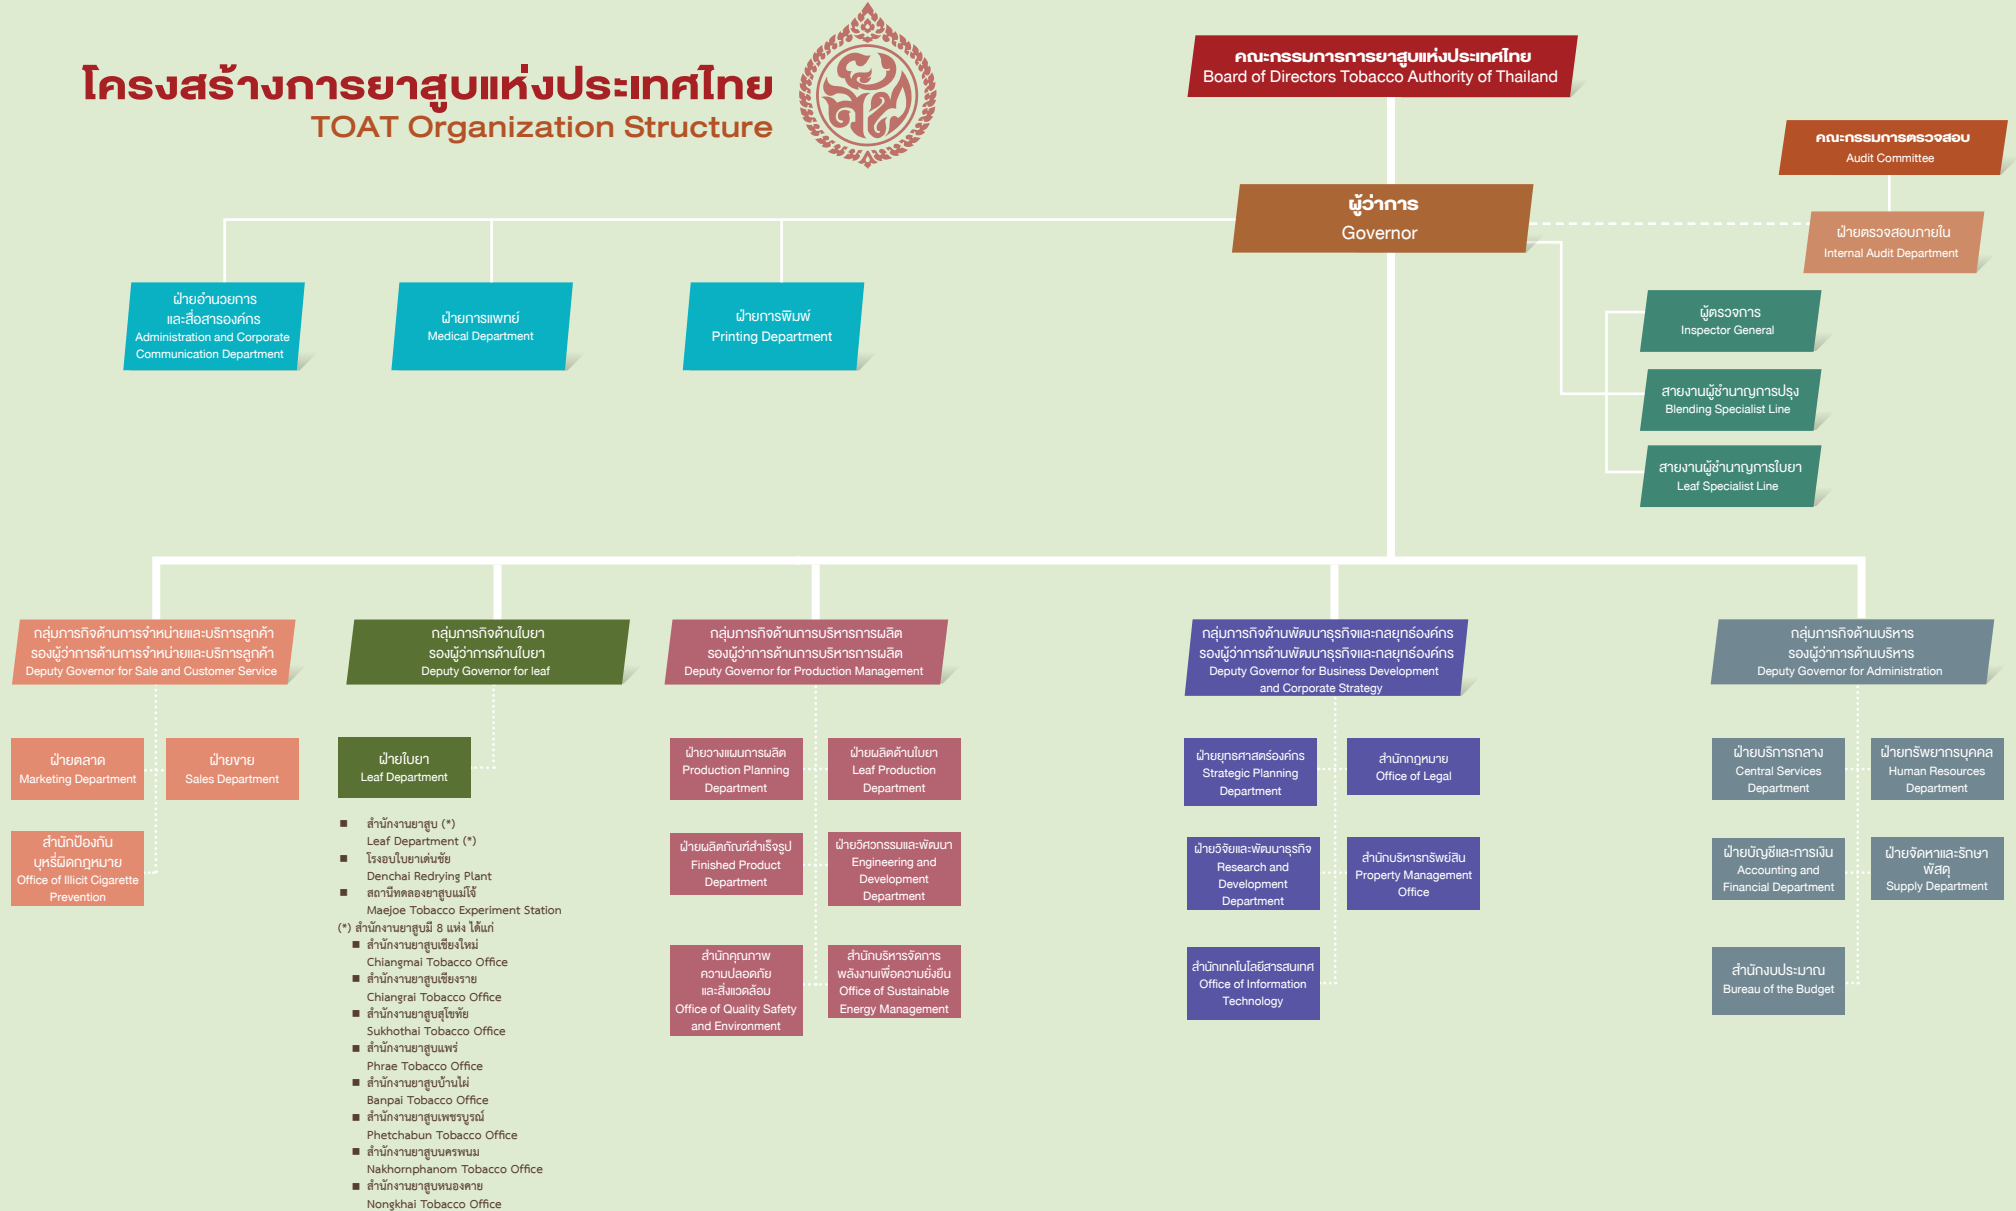 โครงสร้างการยาสูบแห่งประเทศไทย
TOAT Organization Structure
คณะกรรมการการยาสูบแห่งประเทศไทย
Board of Directors Tobacco Authority of Thailand
คณะกรรมการตรวจสอบ
Audit Committee
ผู้ว่าการ
Governor
ฝ่ายตรวจสอบภายใน
Internal Audit Department
ฝ่ายอำนวยการ
และสื่อสารองค์กร
Administration and Corporate
Communication Department
ฝ่ายการแพทย์
Medical Department
ฝ่ายการพิมพ์
Printing Department
ผู้ตรวจการ
Inspector General
สายงานผู้ชำนาญการปรุง
Blending Specialist Line
สายงานผู้ชำนาญการใบยา
Leaf Specialist Line
กลุ่มภารกิจด้านการจำหน่ายและบริการลูกค้า
รองผู้ว่าการด้านการจำหน่ายและบริการลูกค้า
Deputy Governor for Sale and Customer Service
ฝ่ายตลาด
Marketing Department
ฝ่ายขาย
Sales Department
สำนักป้องกัน
บุหรี่ผิดกฎหมาย
Office of Illicit Cigarette
Prevention
กลุ่มภารกิจด้านใบยา
รองผู้ว่าการด้านใบยา
Deputy Governor for leaf
ฝ่ายใบยา
Leaf Department
■ สำนักงานยาสูบ (*)
Leaf Department (*)
■ โรงอบใบยาเด่นชัย
Denchai Redrying Plant
■ สถานีทดลองยาสูบแม่โจ้
Maejoe Tobacco Experiment Station
(*) สำนักงานยาสูบมี 8 แห่ง ได้แก่
■ สำนักงานยาสูบเชียงใหม่
Chiangmai Tobacco Office
■ สำนักงานยาสูบเชียงราย
Chiangrai Tobacco Office
■ สำนักงานยาสูบสุโขทัย
Sukhothai Tobacco Office
■ สำนักงานยาสูบแพร่
Phrae Tobacco Office
■ สำนักงานยาสูบบ้านไผ่
Banpai Tobacco Office
■ สำนักงานยาสูบเพชรบูรณ์
Phetchabun Tobacco Office
■ สำนักงานยาสูบนครพนม
Nakhornphanom Tobacco Office
■ สำนักงานยาสูบหนองคาย
Nongkhai Tobacco Office
กลุ่มภารกิจด้านการบริหารการผลิต
รองผู้ว่าการด้านการบริหารการผลิต
Deputy Governor for Production Management
ฝ่ายวางแผนการผลิต
Production Planning
Department
ฝ่ายผลิตด้านใบยา
Leaf Production
Department
ฝ่ายผลิตภัณฑ์สำเร็จรูป
Finished Product
Department
ฝ่ายวิศวกรรมและพัฒนา
Engineering and
Development
Department
สำนักคุณภาพ
ความปลอดภัย
และสิ่งแวดล้อม
Office of Quality Safety
and Environment
สำนักบริหารจัดการ
พลังงานเพื่อความยั่งยืน
Office of Sustainable
Energy Management
กลุ่มภารกิจด้านพัฒนาธุรกิจและกลยุทธ์องค์กร
รองผู้ว่าการด้านพัฒนาธุรกิจและกลยุทธ์องค์กร
Deputy Governor for Business Development
and Corporate Strategy
ฝ่ายยุทธศาสตร์องค์กร
Strategic Planning
Department
สำนักกฎหมาย
Office of Legal
ฝ่ายวิจัยและพัฒนาธุรกิจ
Research and
Development
Department
สำนักบริหารทรัพย์สิน
Property Management
Office
สำนักเทคโนโลยีสารสนเทศ
Office of Information
Technology
กลุ่มภารกิจด้านบริหาร
รองผู้ว่าการด้านบริหาร
Deputy Governor for Administration
ฝ่ายบริการกลาง
Central Services
Department
ฝ่ายทรัพยากรบุคคล
Human Resources
Department
ฝ่ายบัญชีและการเงิน
Accounting and
Financial Department
ฝ่ายจัดหาและรักษา
พัสดุ
Supply Department
สำนักงบประมาณ
Bureau of the Budget